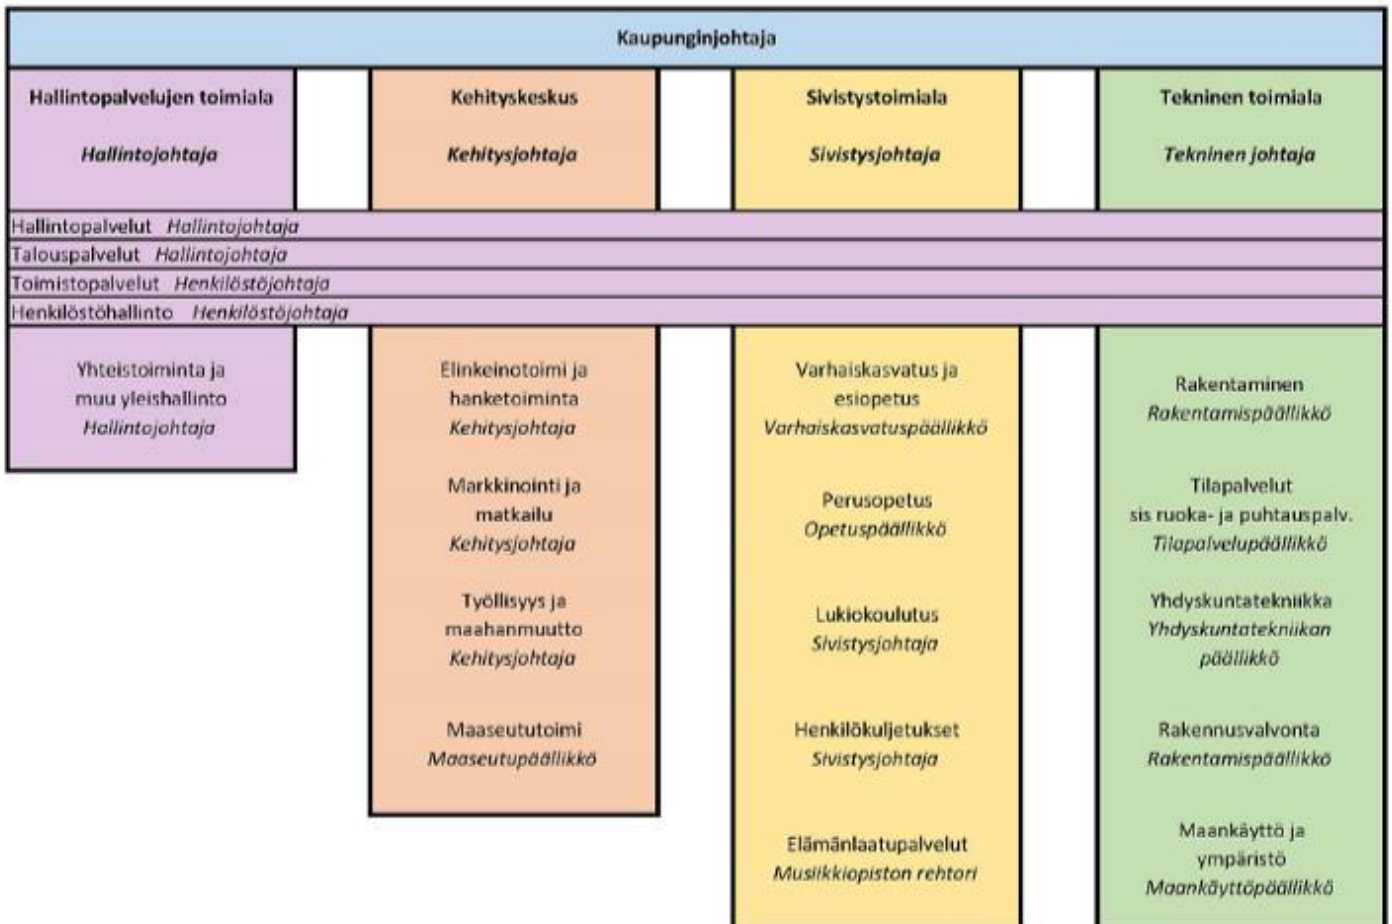 Kaupunginjohtaja
Hallintopalvelujen toimiala
Hallintojohtaja
Kehityskeskus
Kehitysjohtaja
Sivistystoimiala
Sivistysjohtaja
Tekninen toimiala
Tekninen johtaja
Hallintopalvelut Hallintojohtaja
Talouspalvelut Hallintojohtaja
Toimistopalvelut Henkilöstöjohtaja
Henkilöstöhallinto Henkilöstöjohtaja
Yhteistoiminta ja
muu yleishallinto
Hallintojohtaja
Elinkeinotoimi ja
hanketoiminta
Kehitysjohtaja
Markkinointi ja
matkailu
Kehitysjohtaja
Työllisyys ja
maahanmuutto
Kehitysjohtaja
Maaseututoimi
Maaseutupäällikkö
Varhaiskasvatus ja
esiopetus
Varhaiskasvatuspäällikkö
Perusopetus
Opetuspäällikkö
Lukiokoulutus
Sivistysjohtaja
Henkilökuljetukset
Sivistysjohtaja
Elämänlaatupalvelut
Musiikkiopiston rehtori
Rakentaminen
Rakentamispäällikkö
Tilapalvelut
sis ruoka- ja puhtauspalv.
Tilapalvelupäällikkö
Yhdyskuntatekniikka
Yhdyskuntatekniikan
päällikkö
Rakennusvalvonta
Rakentamispäällikkö
Maankäyttö ja
ympäristö
Maankäyttöpäällikkö